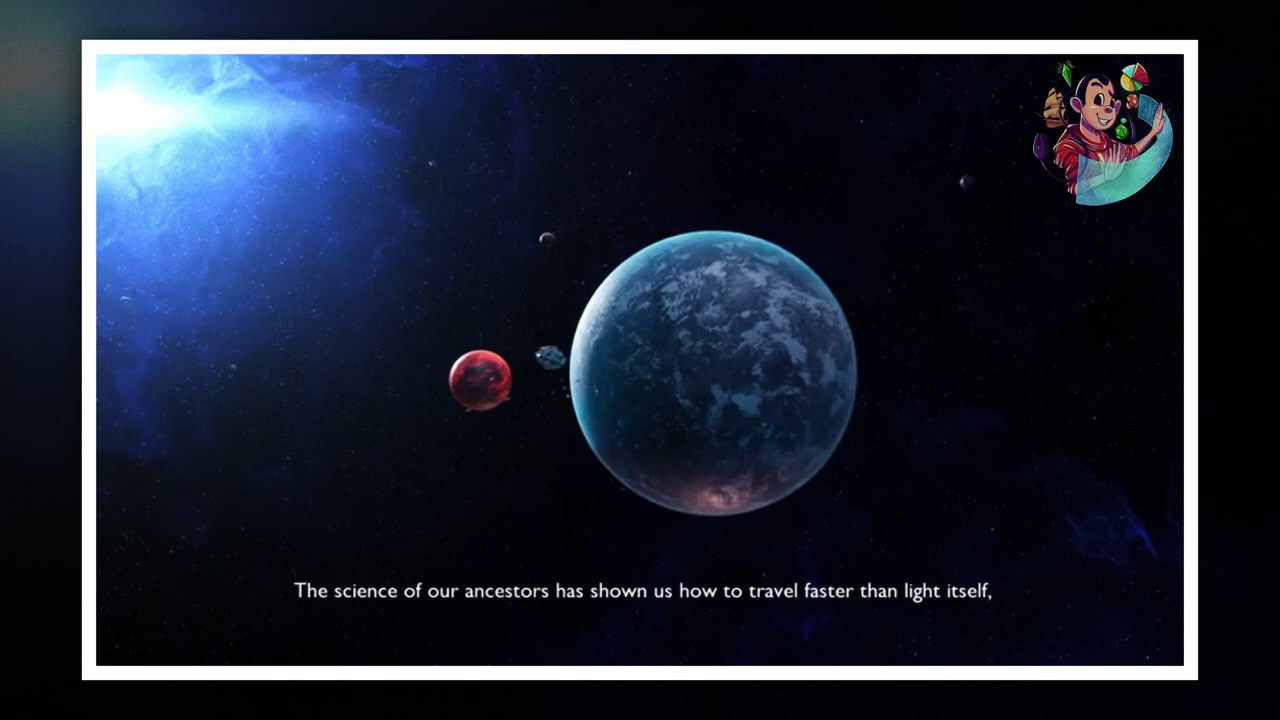 The science of our ancestors has shown us how to travel faster than light itself,